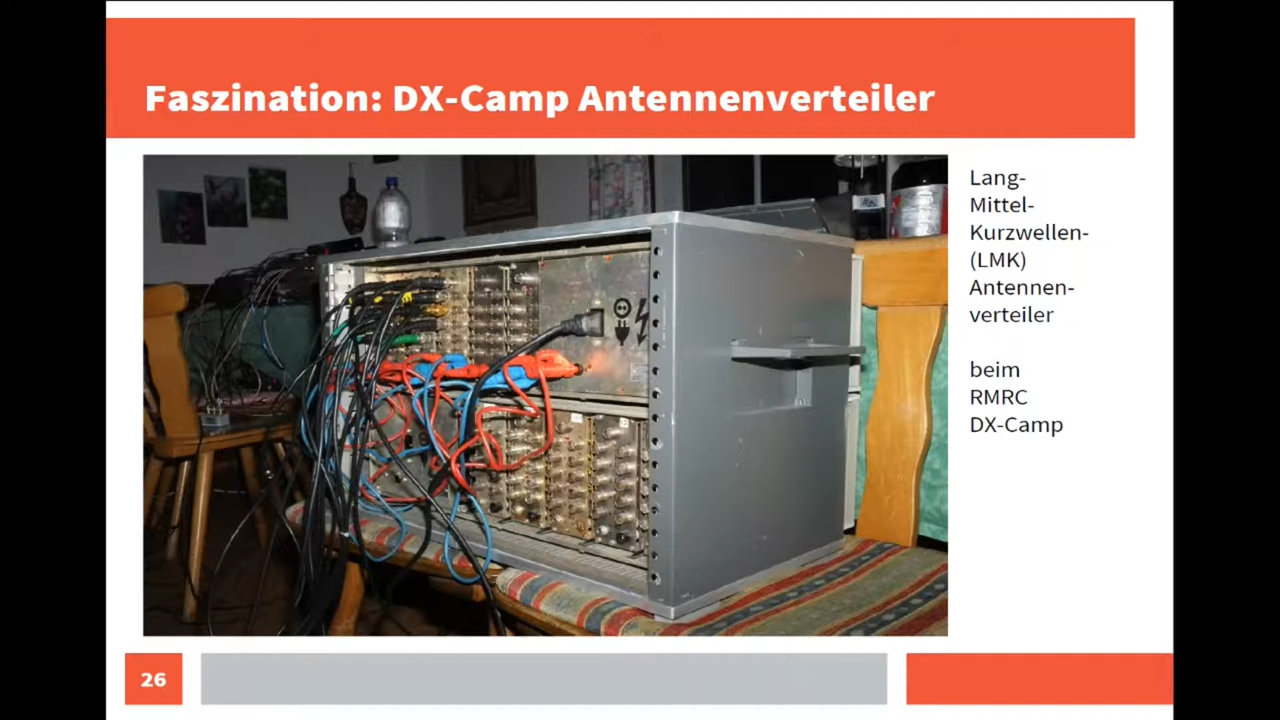 Faszination: DX-Camp Antennenverteiler
Lang-
Mittel-
Kurzwellen-
(LMK)
Antennen-
verteiler
beim
RMRC
DX-Camp
26